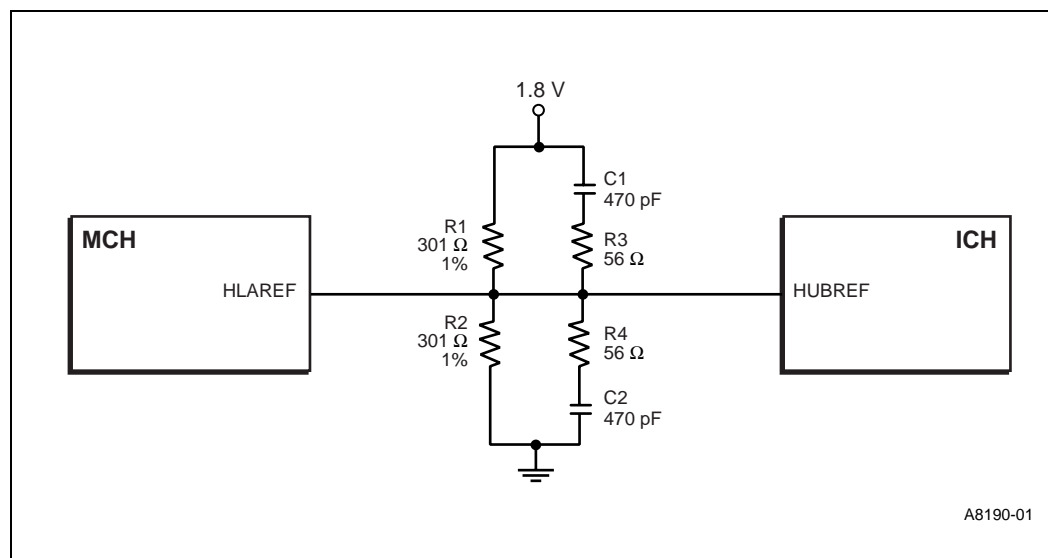 1.8 V
C1
470 pF
R1
301 Ω
1%
R3
56 Ω
MCH
ICH
HLAREF
HUBREF
R2
301 Ω
1%
R4
56 Ω
C2
470 pF
A8190-01